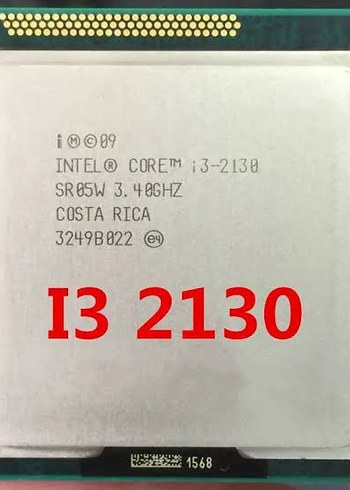 i Ⓜ©09
INTEL® CORE™ i3-2130
SR05W 3.40GHZ
COSTA RICA
3249B022 e4
I3 2130
1568